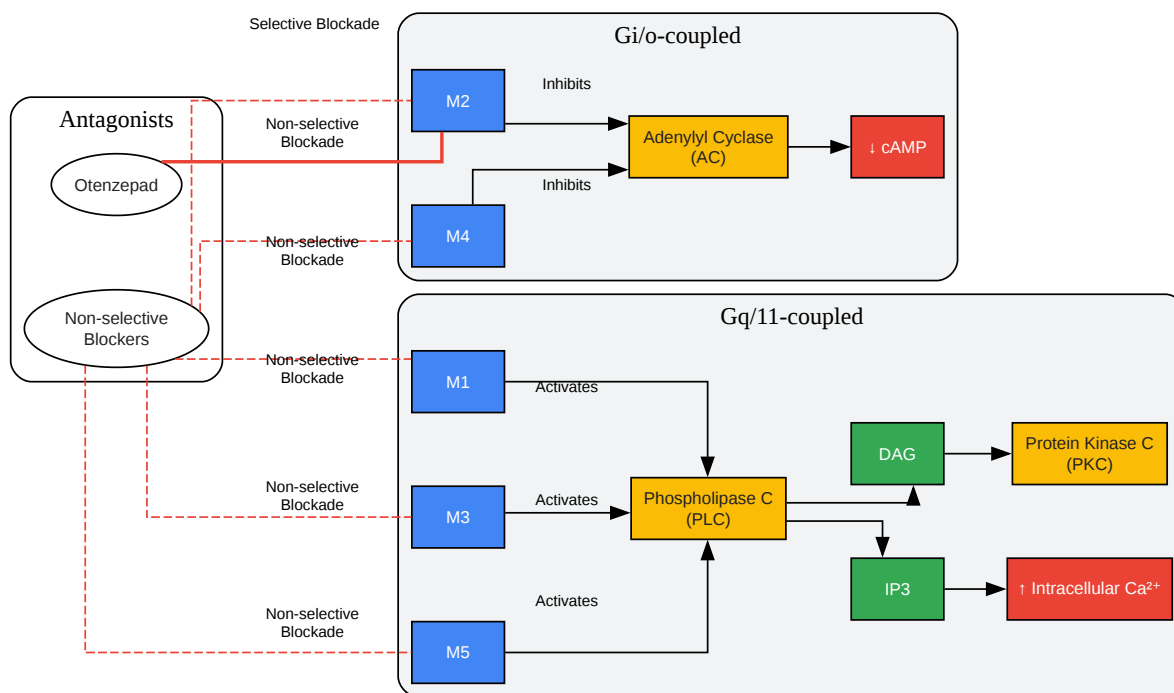 Selective Blockade
Gi/o-coupled
Antagonists
Otenzepad
Non-selective
Blockers
Non-selective
Blockade
Non-selective
Blockade
M2
Inhibits
M4
Inhibits
Adenylyl Cyclase
(AC)
↓ cAMP
Gq/11-coupled
Non-selective
Blockade
M1
Activates
Non-selective
Blockade
M3
Activates
Non-selective
Blockade
M5
Activates
Phospholipase C
(PLC)
DAG
Protein Kinase C
(PKC)
IP3
↑ Intracellular Ca²⁺